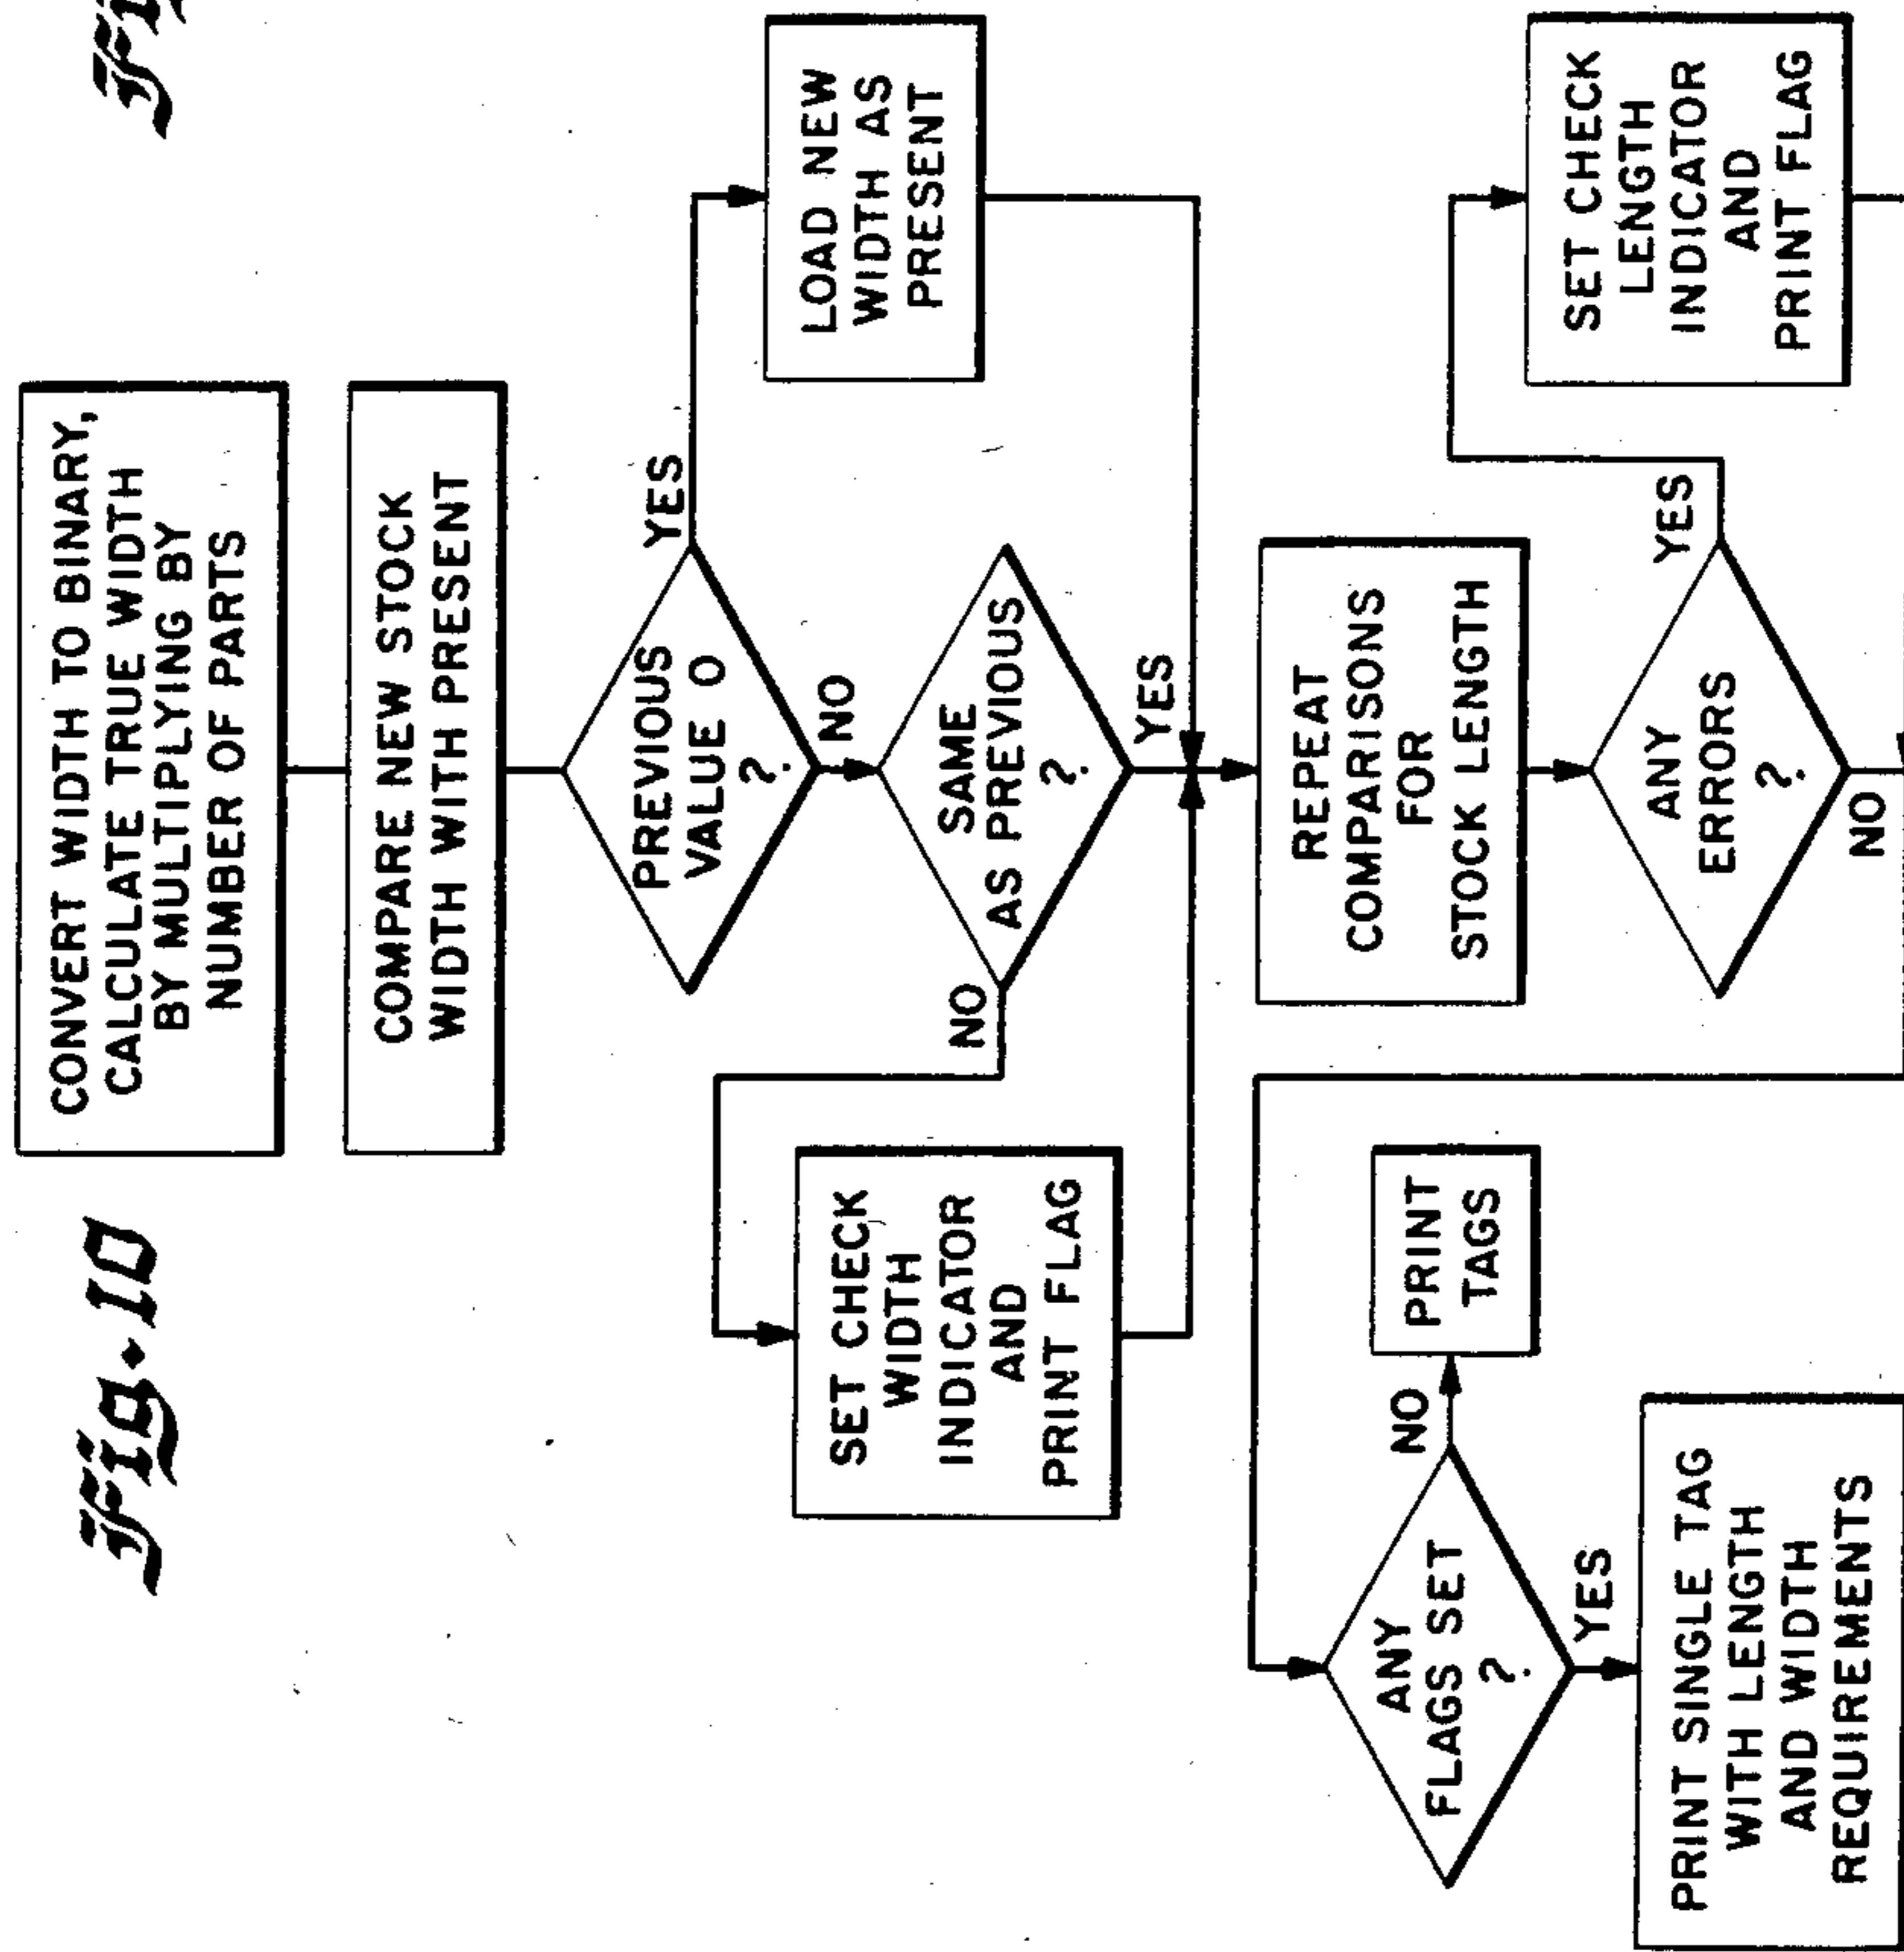 Fig. 10
CONVERT WIDTH TO BINARY,
CALCULATE TRUE WIDTH
BY MULTIPLYING BY
NUMBER OF PARTS
COMPARE NEW STOCK
WIDTH WITH PRESENT
PREVIOUS
VALUE O
?
YES
NO
LOAD NEW
WIDTH AS
PRESENT
SAME
AS PREVIOUS
?
NO
YES
SET CHECK
WIDTH
INDICATOR
AND
PRINT FLAG
REPEAT
COMPARISONS
FOR
STOCK LENGTH
ANY
ERRORS
?
YES
NO
SET CHECK
LENGTH
INDICATOR
AND
PRINT FLAG
ANY
FLAGS SET
?
NO
YES
PRINT
TAGS
PRINT SINGLE TAG
WITH LENGTH
AND WIDTH
REQUIREMENTS